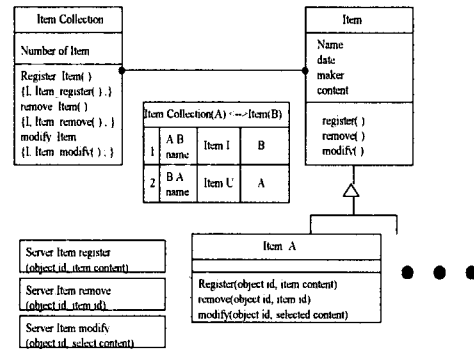 Item Collection
Number of Item
Register Item( )
{I, Item register( ) ; }
remove Item( )
{I, Item remove( ) ; }
modify Item
{I, Item modify( ) ; }
Item
Name
date
maker
content
register( )
remove( )
modify( )
Item Collection(A) <-->Item(B)
1 A B name Item I B
2 B A name Item U A
Item A
Register(object id, item content)
remove(object id, item id)
modify(object id, selected content)
Server Item register
(object id, item content)
Server Item remove
(object id, item id)
Server Item modify
(object id, select content)